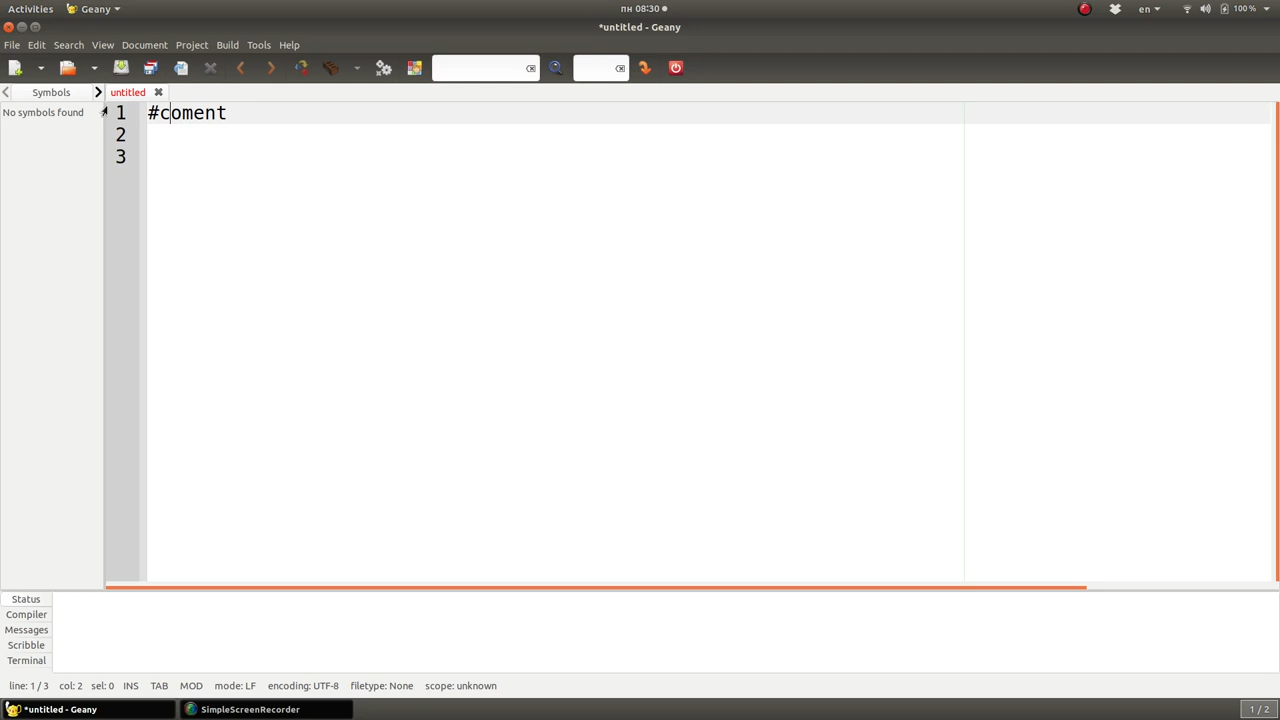 Activities Geany пн 08:30 en 100 %
*untitled - Geany
File Edit Search View Document Project Build Tools Help
Symbols untitled
No symbols found
1 #coment
2
3
Status
Compiler
Messages
Scribble
Terminal
line: 1 / 3 col: 2 sel: 0 INS TAB MOD mode: LF encoding: UTF-8 filetype: None scope: unknown
*untitled - Geany SimpleScreenRecorder 1 / 2